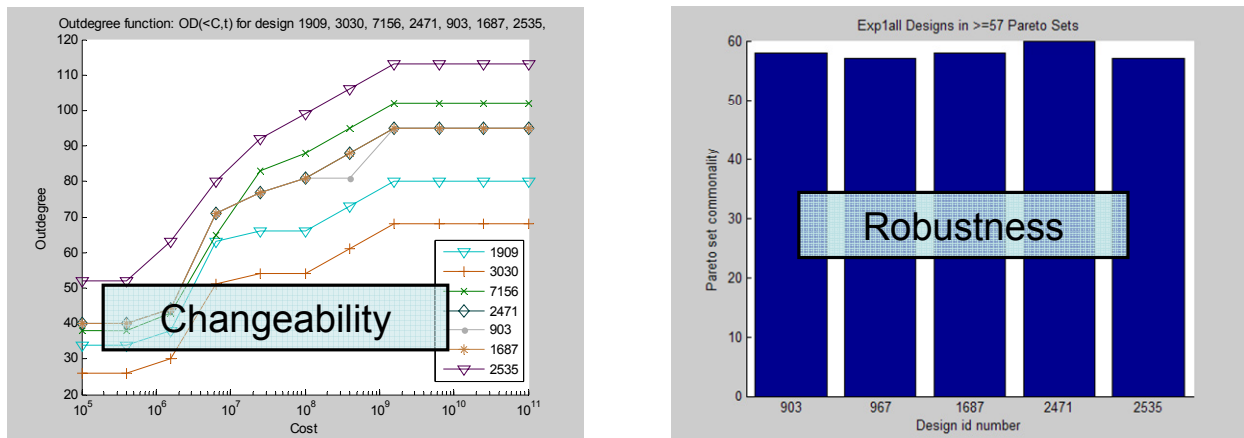 Outdegree function: OD(<C,t) for design 1909, 3030, 7156, 2471, 903, 1687, 2535,
120
110
100
90
80
70
60
50
40
30
20
Outdegree
Changeability
1909
3030
7156
2471
903
1687
2535
10^5 10^6 10^7 10^8 10^9 10^10 10^11
Cost
Exp1all Designs in >=57 Pareto Sets
60
50
40
30
20
10
0
Pareto set commonality
Robustness
903 967 1687 2471 2535
Design id number